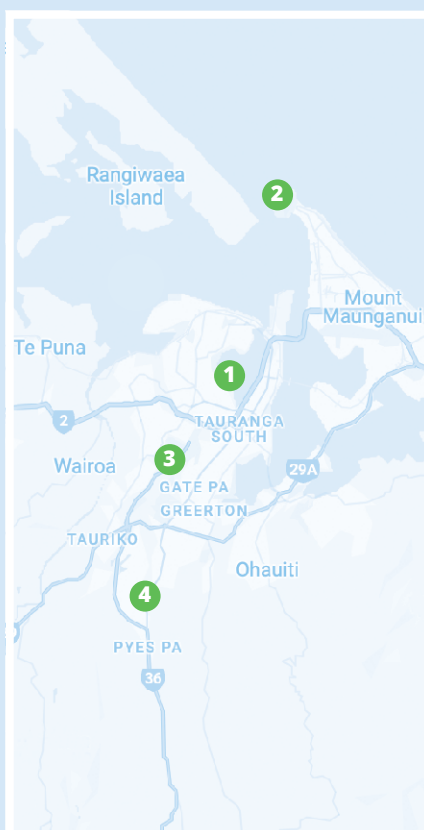 Rangiwaea
Island
2
Mount
Maunganui
Te Puna
1
2
TAURANGA
SOUTH
3
Wairoa
29A
GATE PA
GREERTON
TAURIKO
Ohauiti
4
PYES PA
36